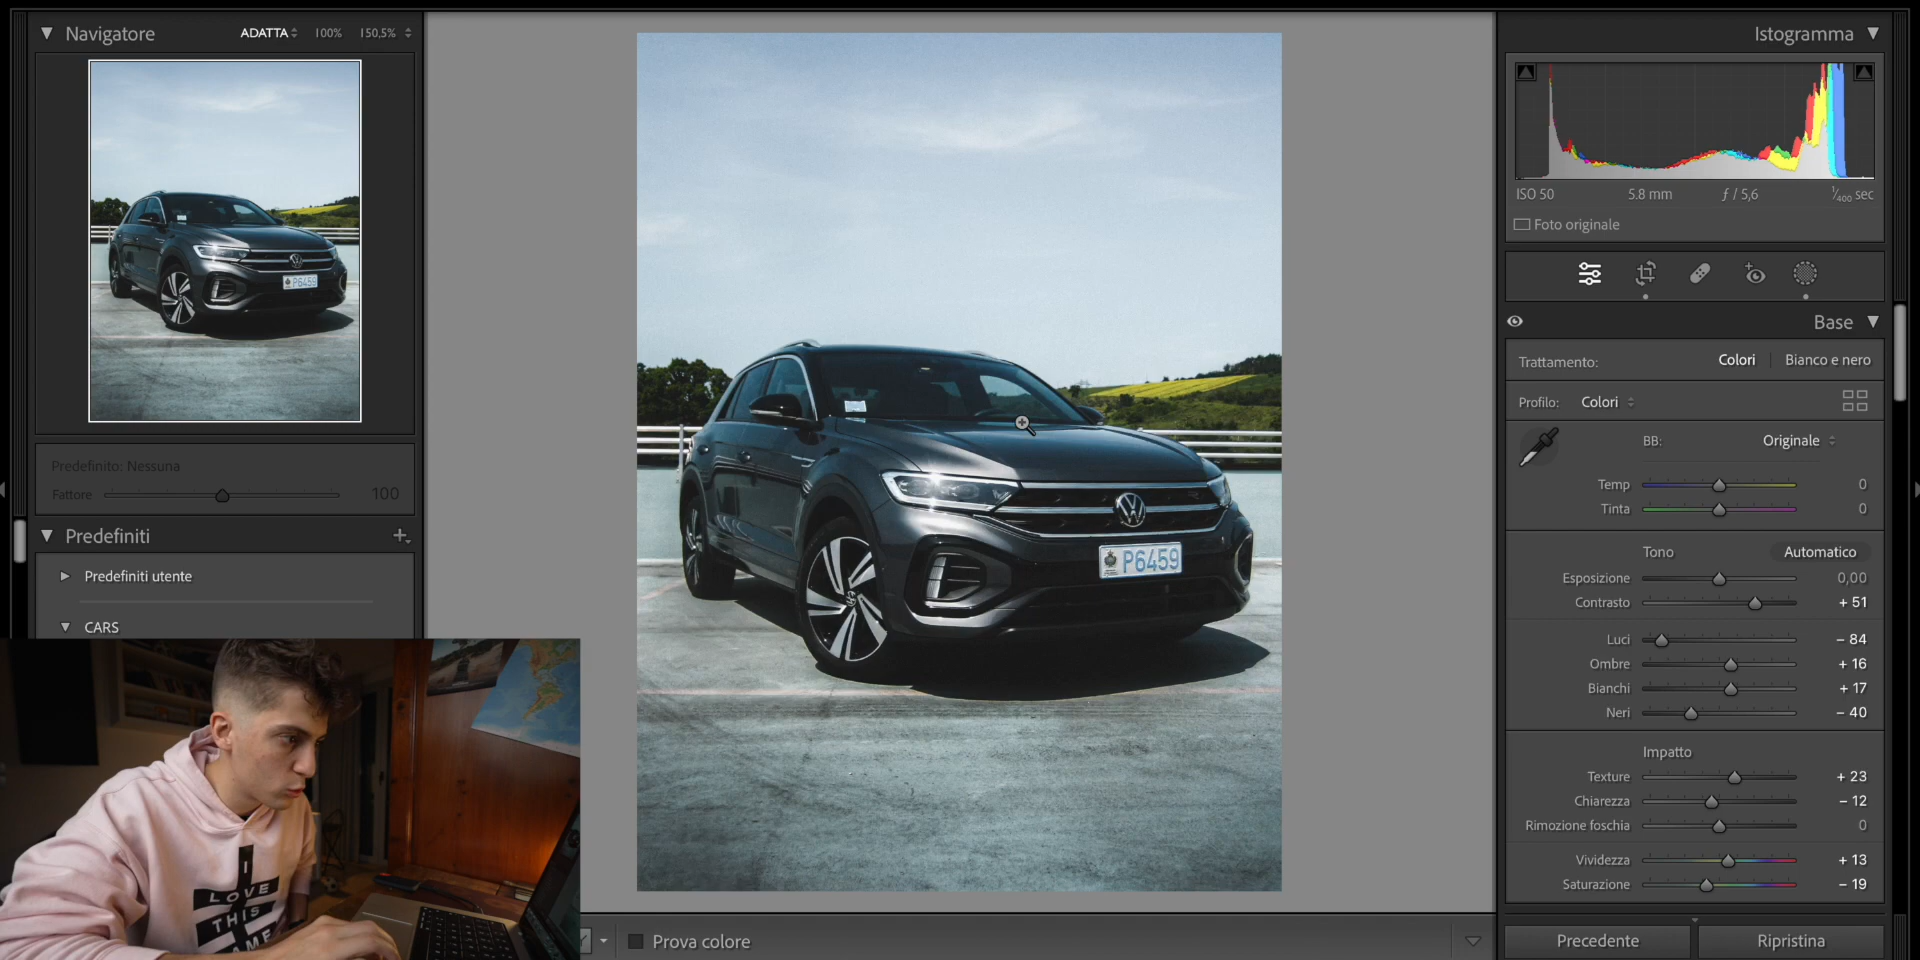 Navigatore ADATTA 100% 150,5%
Predefinito: Nessuna
Fattore 100
Predefiniti
Predefiniti utente
CARS
I
LOVE
THIS
P6459
Prova colore
Istogramma
ISO 50 5.8 mm ƒ / 5,6 1/400 sec
Foto originale
Base
Trattamento: Colori Bianco e nero
Profilo: Colori
BB: Originale
Temp 0
Tinta 0
Tono Automatico
Esposizione 0,00
Contrasto + 51
Luci − 84
Ombre + 16
Bianchi + 17
Neri − 40
Impatto
Texture + 23
Chiarezza − 12
Rimozione foschia 0
Vividezza + 13
Saturazione − 19
Precedente Ripristina